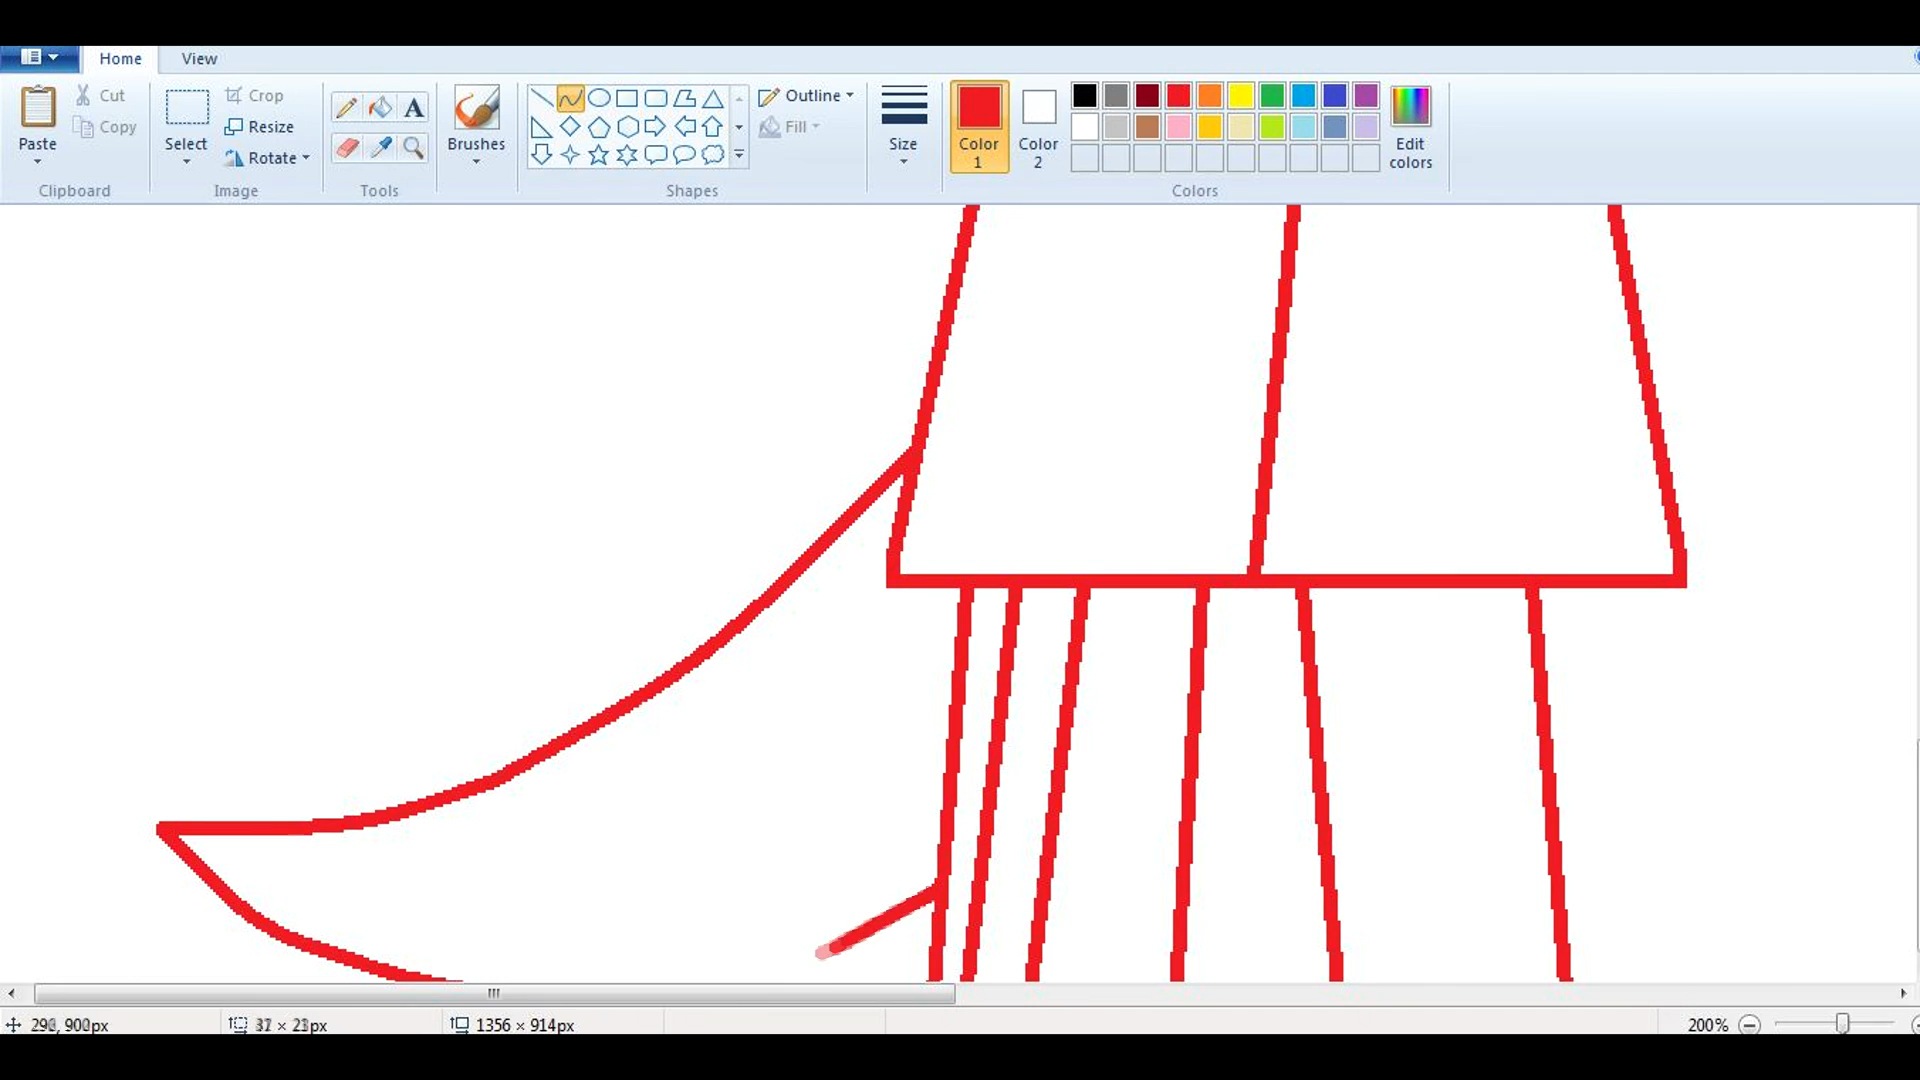 Home View
Cut
Copy
Paste
Clipboard
Select
Crop
Resize
Rotate
Image
A
Tools
Brushes
Shapes
Outline
Fill
Size
Color 1
Color 2
Edit colors
Colors
1356 × 914px
200%